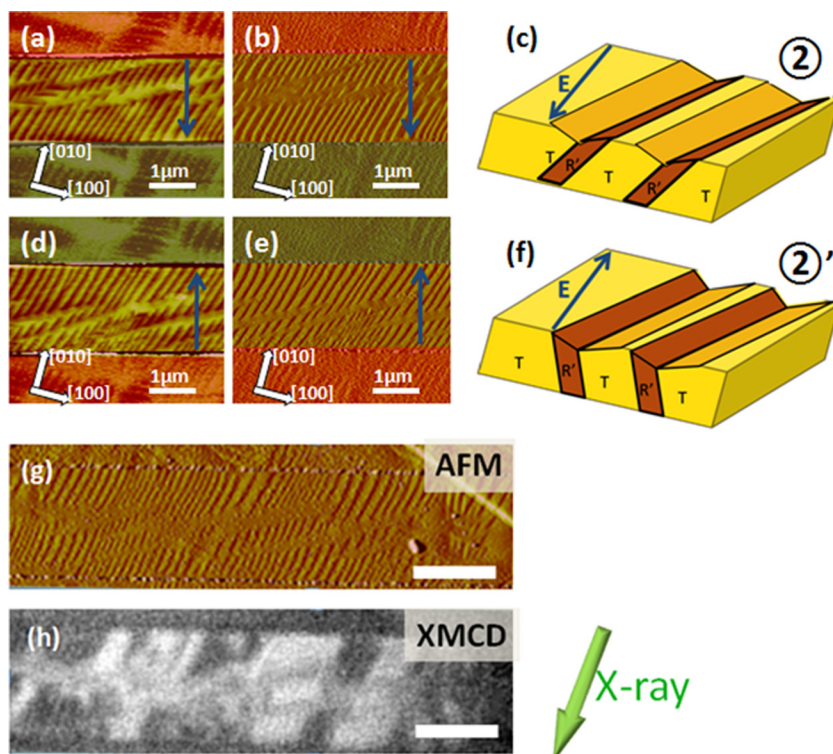 (a)
[010]
[100]
1μm
(b)
[010]
[100]
1μm
(c)
②
E
T
R’
T
R’
T
(d)
[010]
[100]
1μm
(e)
[010]
[100]
1μm
(f)
②’
E
T
R’
T
R’
T
(g)
AFM
(h)
XMCD
X-ray